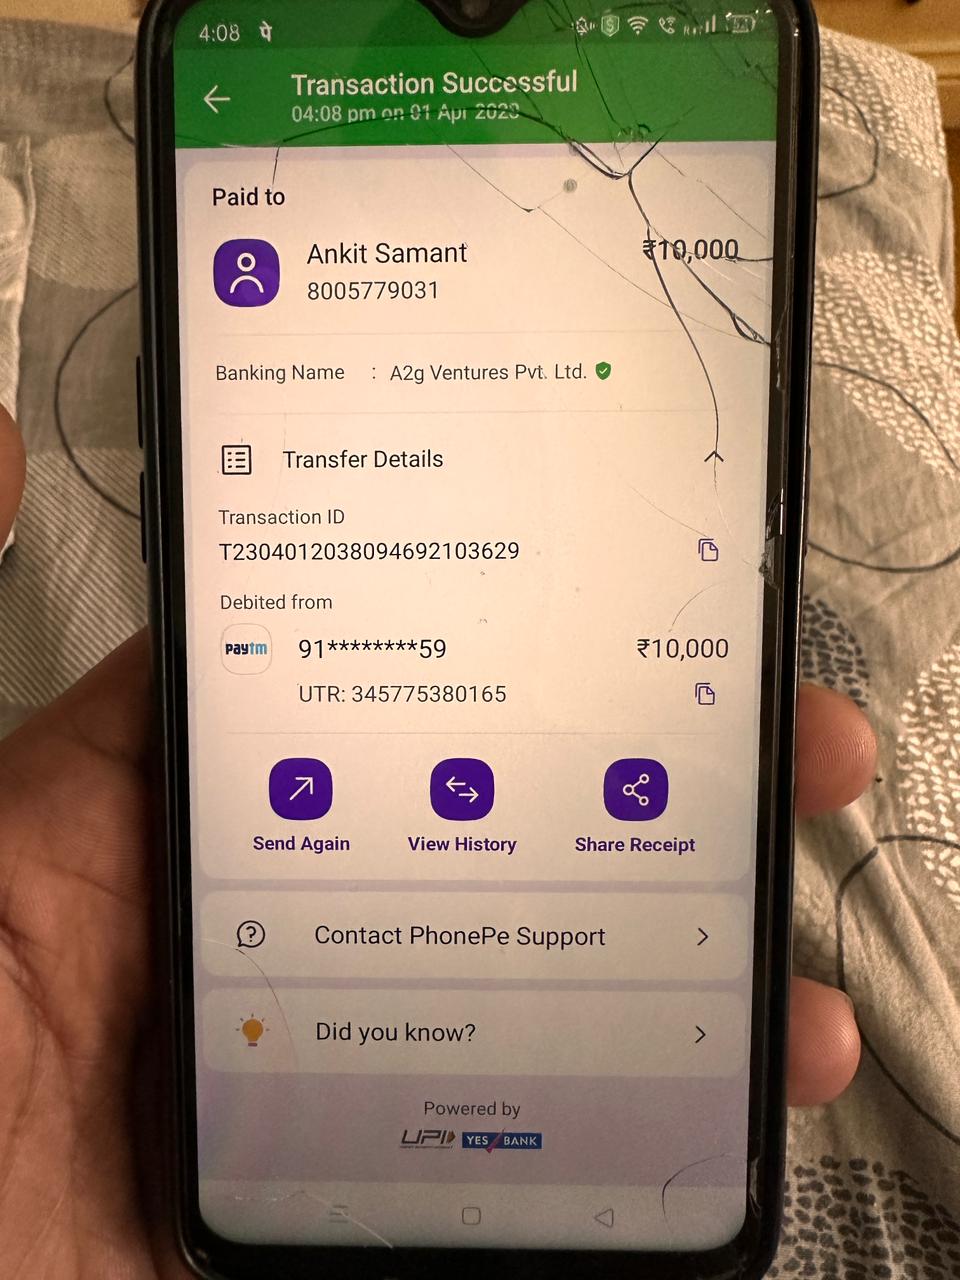 4:08 पे
Transaction Successful
04:08 pm on 01 Apr 2023
Paid to
Ankit Samant
₹10,000
8005779031
Banking Name : A2g Ventures Pvt. Ltd.
Transfer Details
Transaction ID
T2304012038094692103629
Debited from
paytm 91********59 ₹10,000
UTR: 345775380165
Send Again View History Share Receipt
Contact PhonePe Support
Did you know?
Powered by
UPI YES BANK